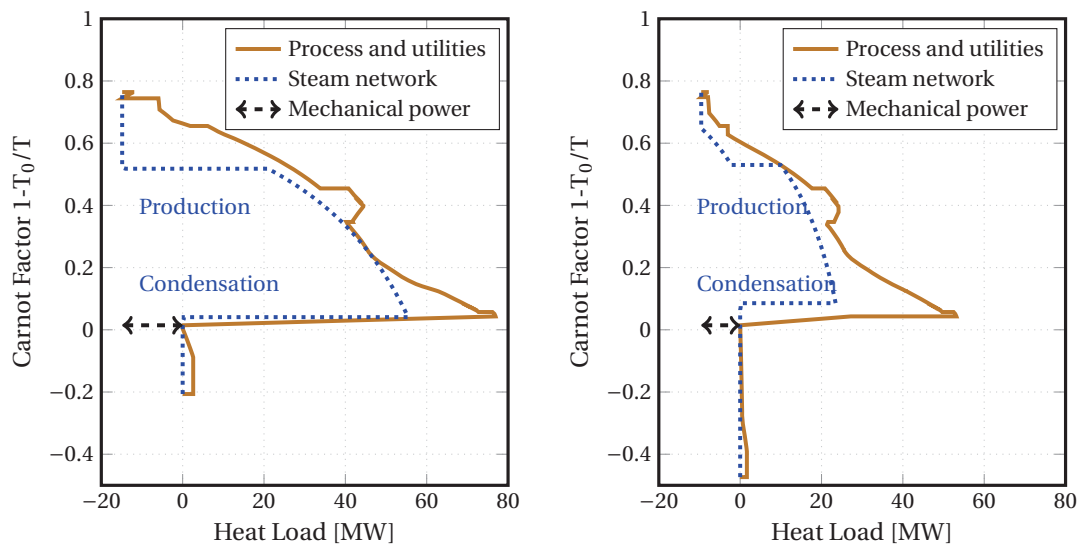 1
0.8
0.6
0.4
0.2
0
−0.2
−0.4
Carnot Factor 1-T0/T
Process and utilities
Steam network
Mechanical power
Production
Condensation
−20
0
20
40
60
80
Heat Load [MW]
1
0.8
0.6
0.4
0.2
0
−0.2
−0.4
Carnot Factor 1-T0/T
Process and utilities
Steam network
Mechanical power
Production
Condensation
−20
0
20
40
60
80
Heat Load [MW]